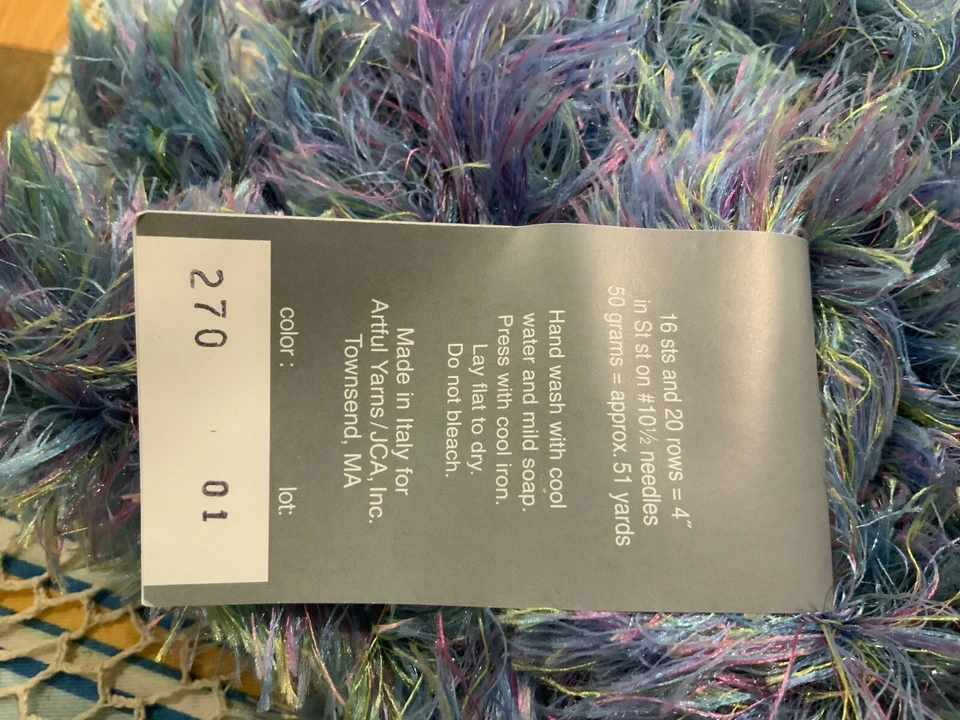 16 sts and 20 rows = 4"
in St st on #10½ needles
50 grams = approx. 51 yards
Hand wash with cool
water and mild soap.
Press with cool iron.
Lay flat to dry.
Do not bleach.
Made in Italy for
Artful Yarns/JCA, Inc.
Townsend, MA
color: lot:
270 01